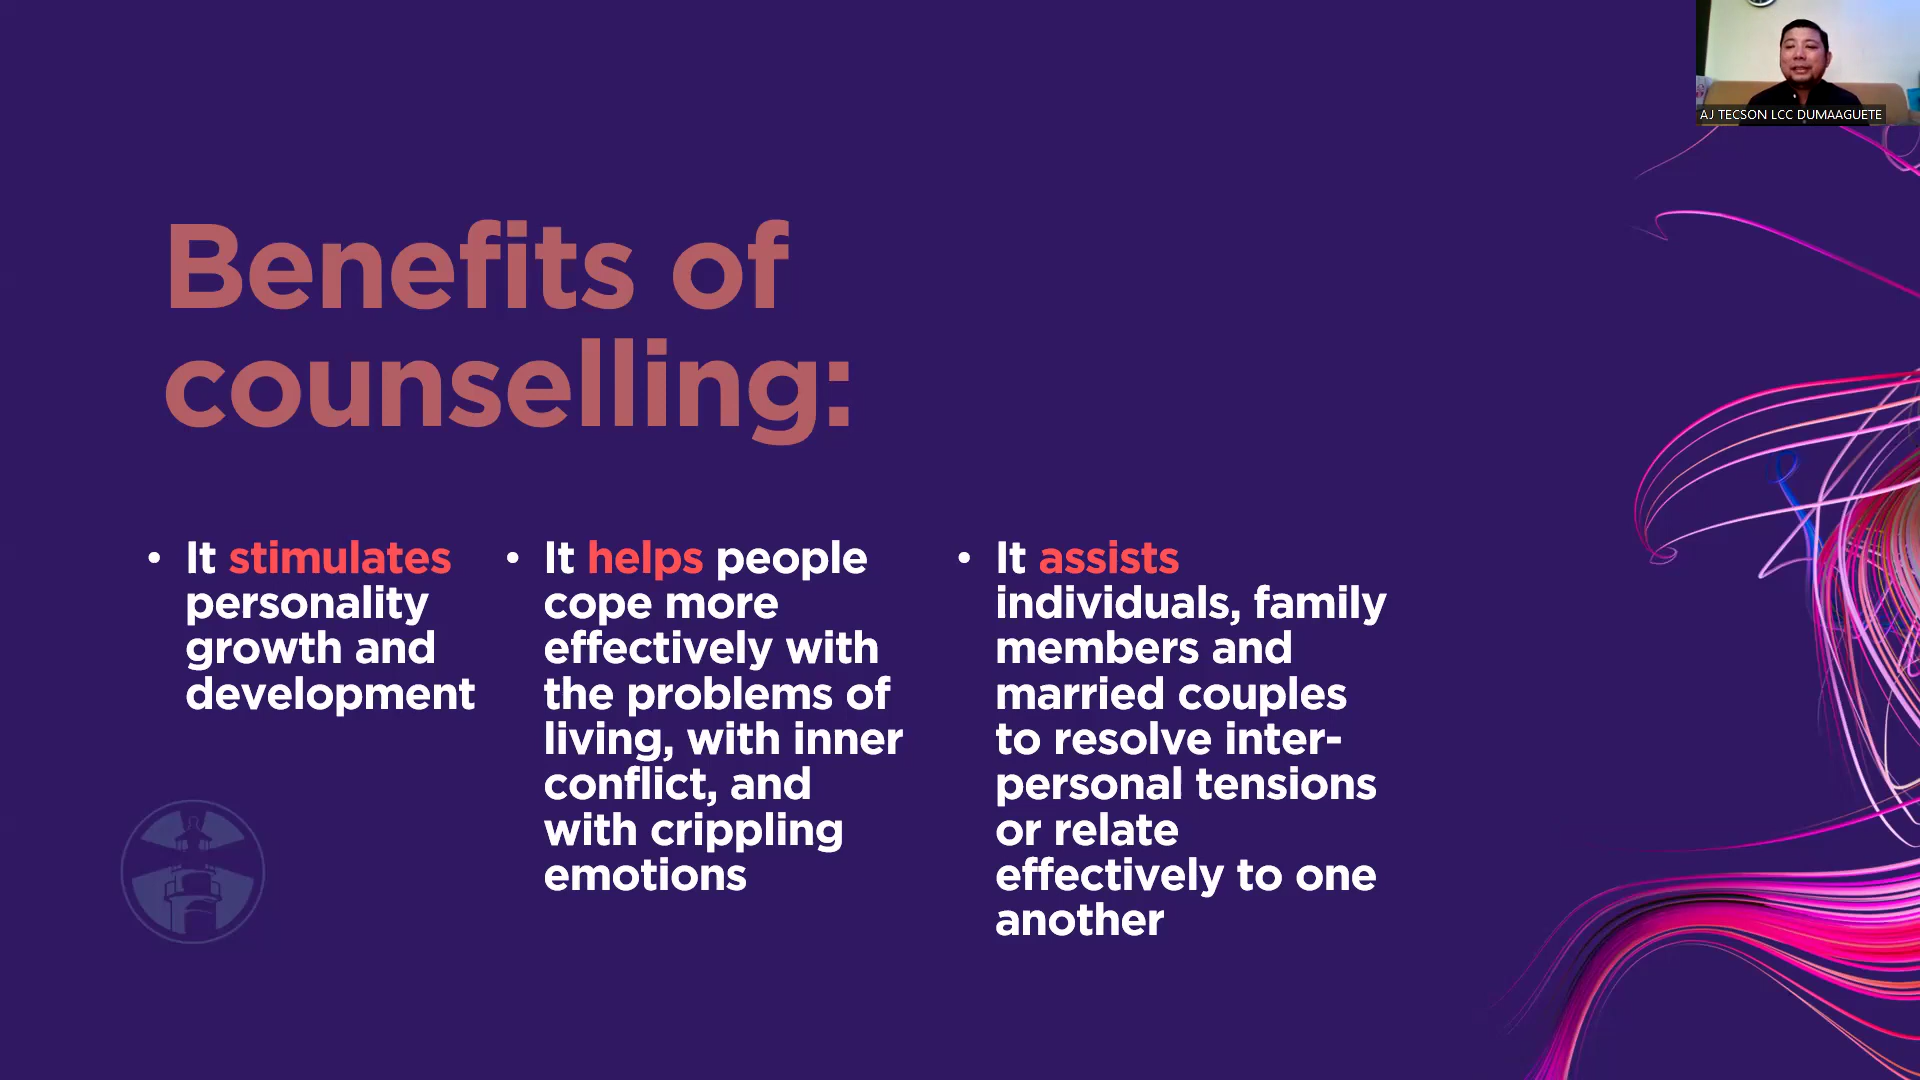 AJ TECSON LCC DUMAAGUETE
Benefits of
counselling:
• It stimulates
personality
growth and
development
• It helps people
cope more
effectively with
the problems of
living, with inner
conflict, and
with crippling
emotions
• It assists
individuals, family
members and
married couples
to resolve inter-
personal tensions
or relate
effectively to one
another